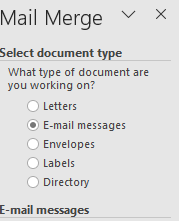 Mail Merge
Select document type
What type of document are
you working on?
Letters
E-mail messages
Envelopes
Labels
Directory
E-mail messages